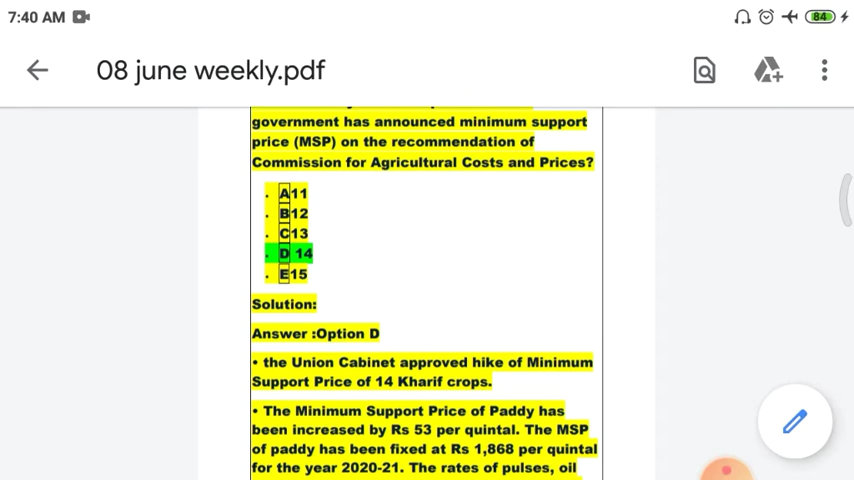 7:40 AM
84
08 june weekly.pdf
government has announced minimum support
price (MSP) on the recommendation of
Commission for Agricultural Costs and Prices?
. A11
. B12
. C13
. D 14
. E15
Solution:
Answer :Option D
• the Union Cabinet approved hike of Minimum
Support Price of 14 Kharif crops.
• The Minimum Support Price of Paddy has
been increased by Rs 53 per quintal. The MSP
of paddy has been fixed at Rs 1,868 per quintal
for the year 2020-21. The rates of pulses, oil